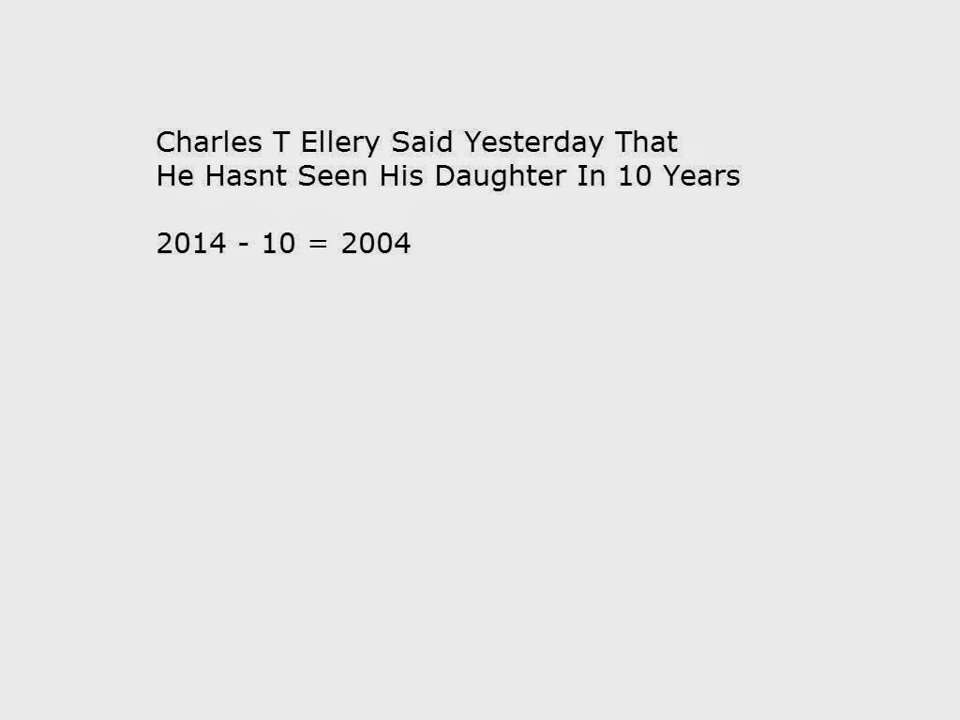 Charles T Ellery Said Yesterday That
He Hasnt Seen His Daughter In 10 Years
2014 - 10 = 2004